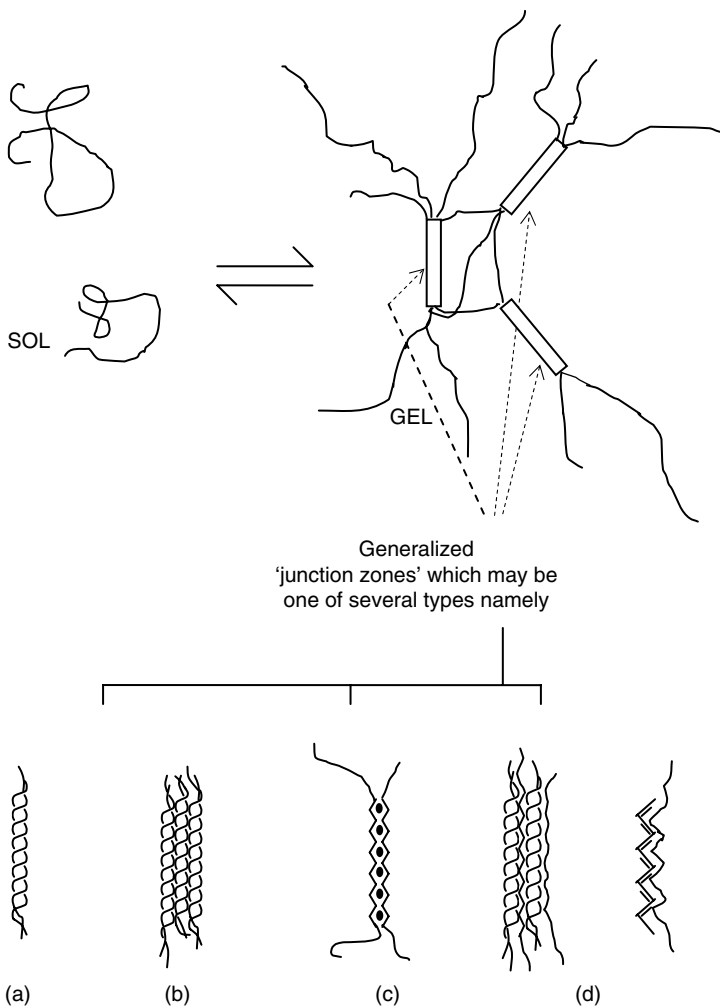 SOL
GEL
Generalized
‘junction zones’ which may be
one of several types namely
(a)
(b)
(c)
(d)